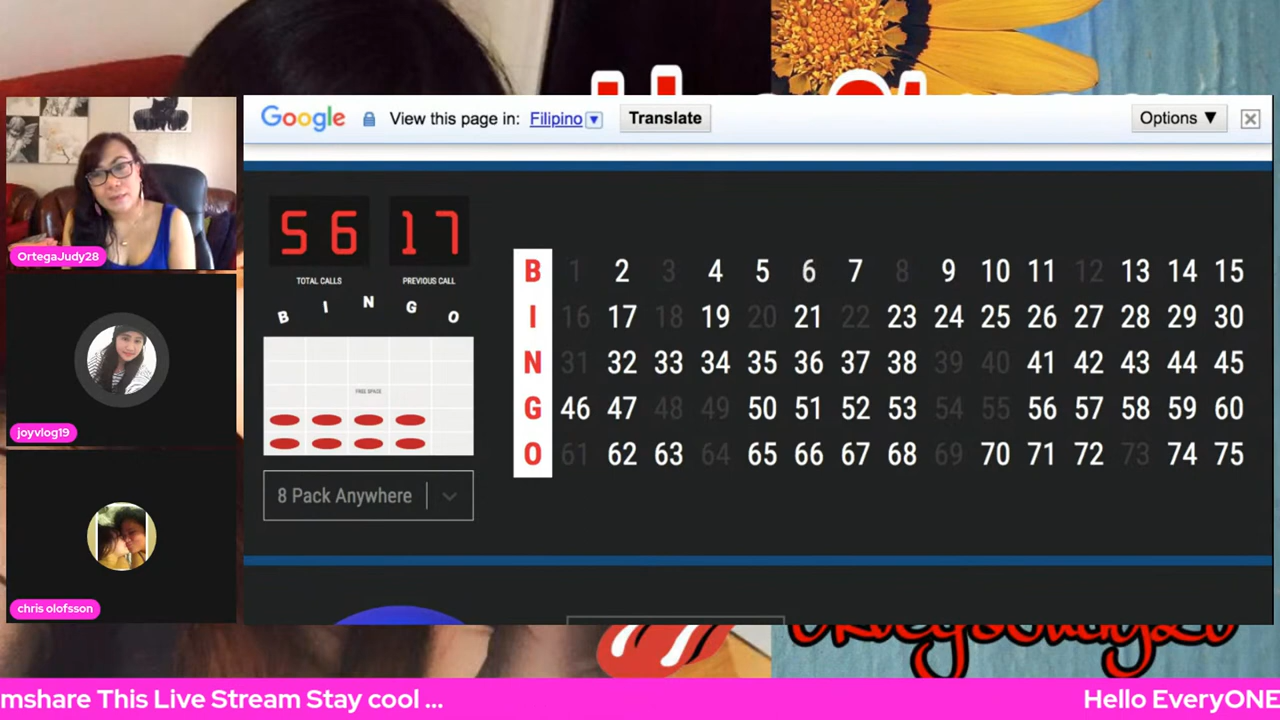 Google View this page in: Filipino Translate Options ▼
OrtegaJudy28
joyvlog19
chris olofsson
56 17
TOTAL CALLS PREVIOUS CALL
B I N G O
FREE SPACE
8 Pack Anywhere
B 1 2 3 4 5 6 7 8 9 10 11 12 13 14 15
I 16 17 18 19 20 21 22 23 24 25 26 27 28 29 30
N 31 32 33 34 35 36 37 38 39 40 41 42 43 44 45
G 46 47 48 49 50 51 52 53 54 55 56 57 58 59 60
O 61 62 63 64 65 66 67 68 69 70 71 72 73 74 75
mshare This Live Stream Stay cool ... Hello EveryONE